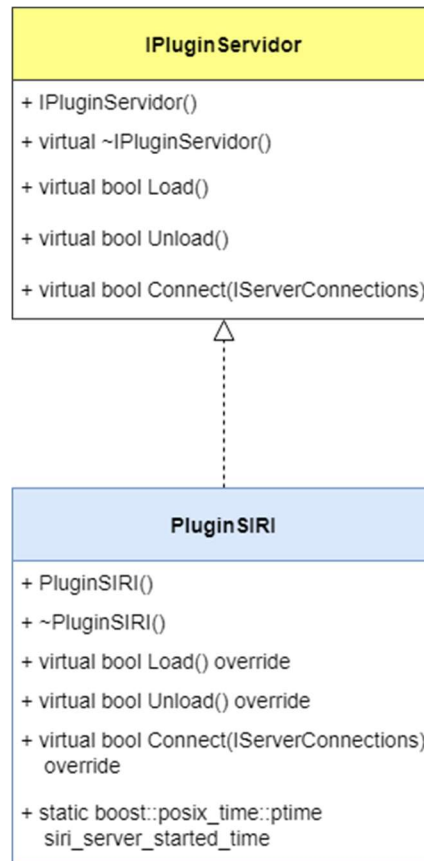 IPluginServidor
+ IPluginServidor()
+ virtual ~IPluginServidor()
+ virtual bool Load()
+ virtual bool Unload()
+ virtual bool Connect(IServerConnections)
PluginSIRI
+ PluginSIRI()
+ ~PluginSIRI()
+ virtual bool Load() override
+ virtual bool Unload() override
+ virtual bool Connect(IServerConnections)
override
+ static boost::posix_time::ptime
siri_server_started_time